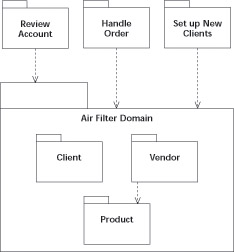 Review
Account
Handle
Order
Set up New
Clients
Air Filter Domain
Client
Vendor
Product